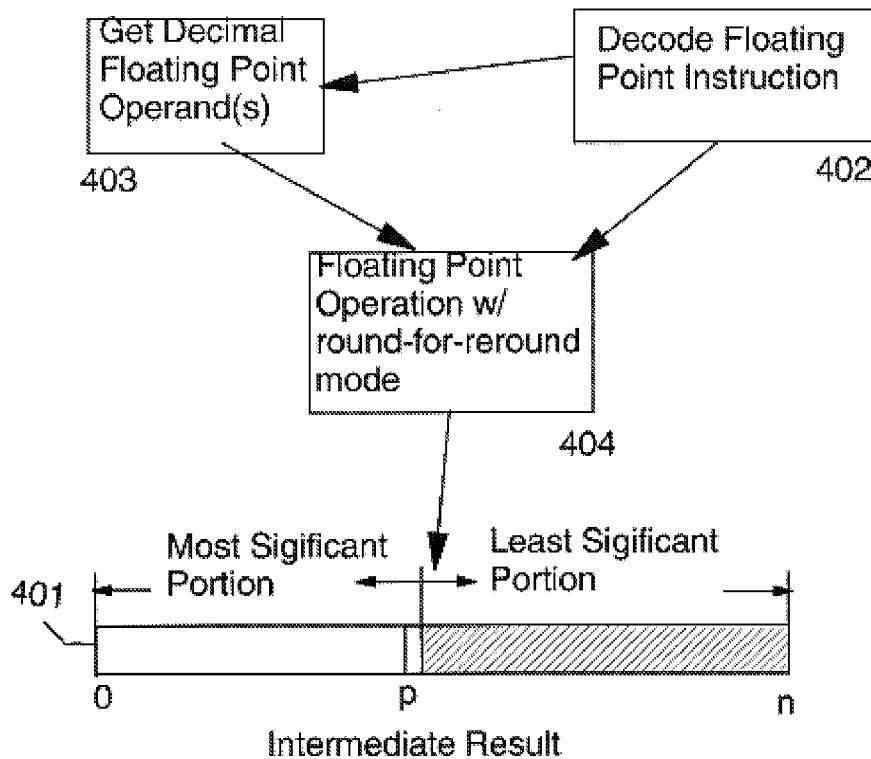 Get Decimal
Floating Point
Operand(s)
403
Decode Floating
Point Instruction
402
Floating Point
Operation w/
round-for-reround
mode
404
Most Sigificant
Portion
Least Sigificant
Portion
401
0
p
n
Intermediate Result